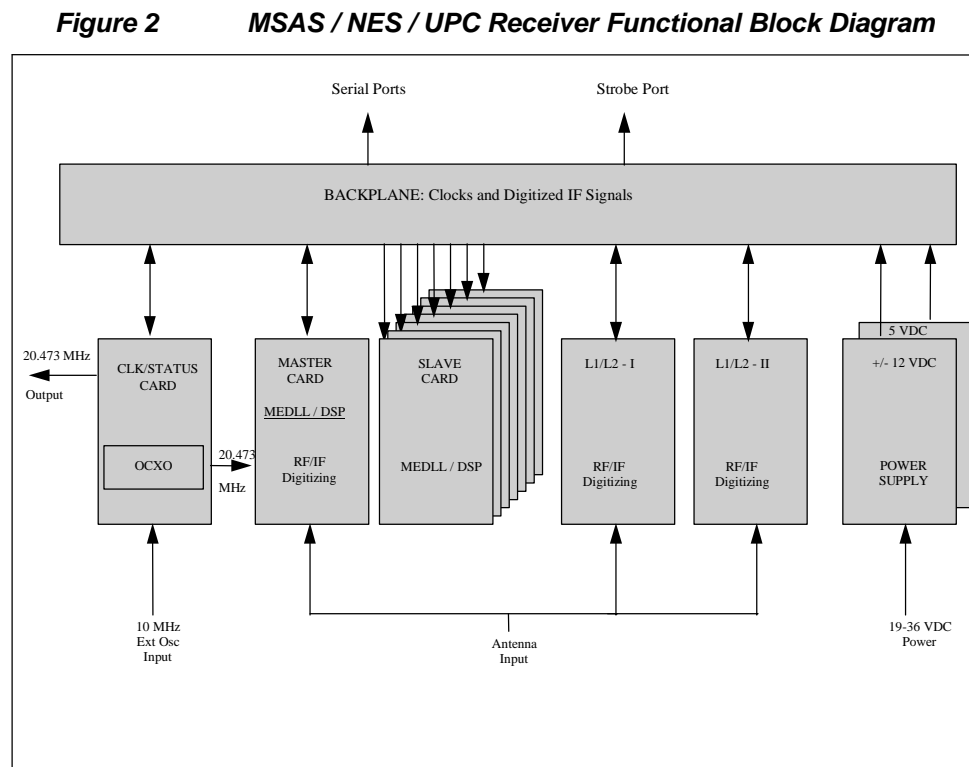 Figure 2 MSAS / NES / UPC Receiver Functional Block Diagram
Serial Ports
Strobe Port
BACKPLANE: Clocks and Digitized IF Signals
20.473 MHz
Output
CLK/STATUS
CARD
OCXO
20.473
MHz
MASTER
CARD
MEDLL / DSP
RF/IF
Digitizing
SLAVE
CARD
MEDLL / DSP
L1/L2 - I
RF/IF
Digitizing
L1/L2 - II
RF/IF
Digitizing
5 VDC
+/- 12 VDC
POWER
SUPPLY
10 MHz
Ext Osc
Input
Antenna
Input
19-36 VDC
Power